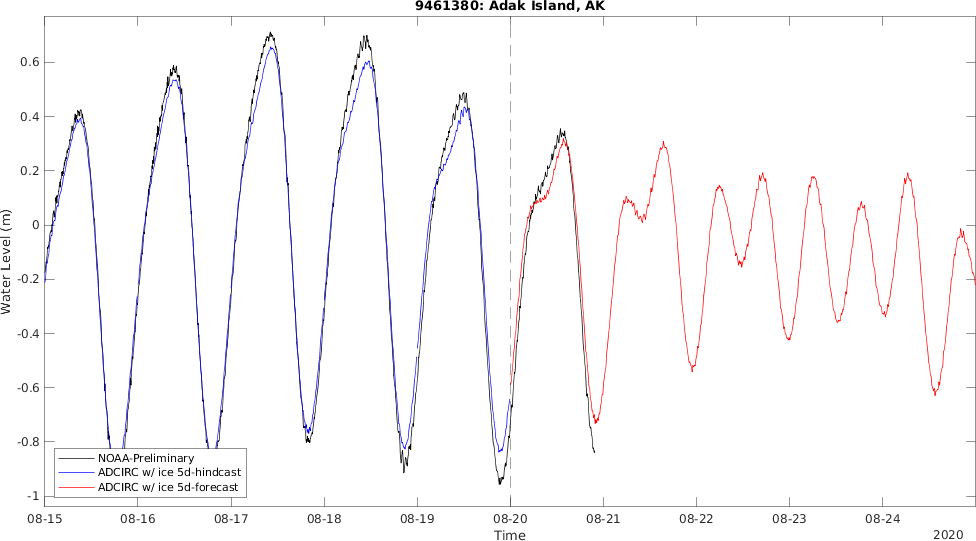 9461380: Adak Island, AK
Water Level (m)
0.6
0.4
0.2
0
-0.2
-0.4
-0.6
-0.8
-1
NOAA-Preliminary
ADCIRC w/ ice 5d-hindcast
ADCIRC w/ ice 5d-forecast
08-15 08-16 08-17 08-18 08-19 08-20 08-21 08-22 08-23 08-24
Time
2020